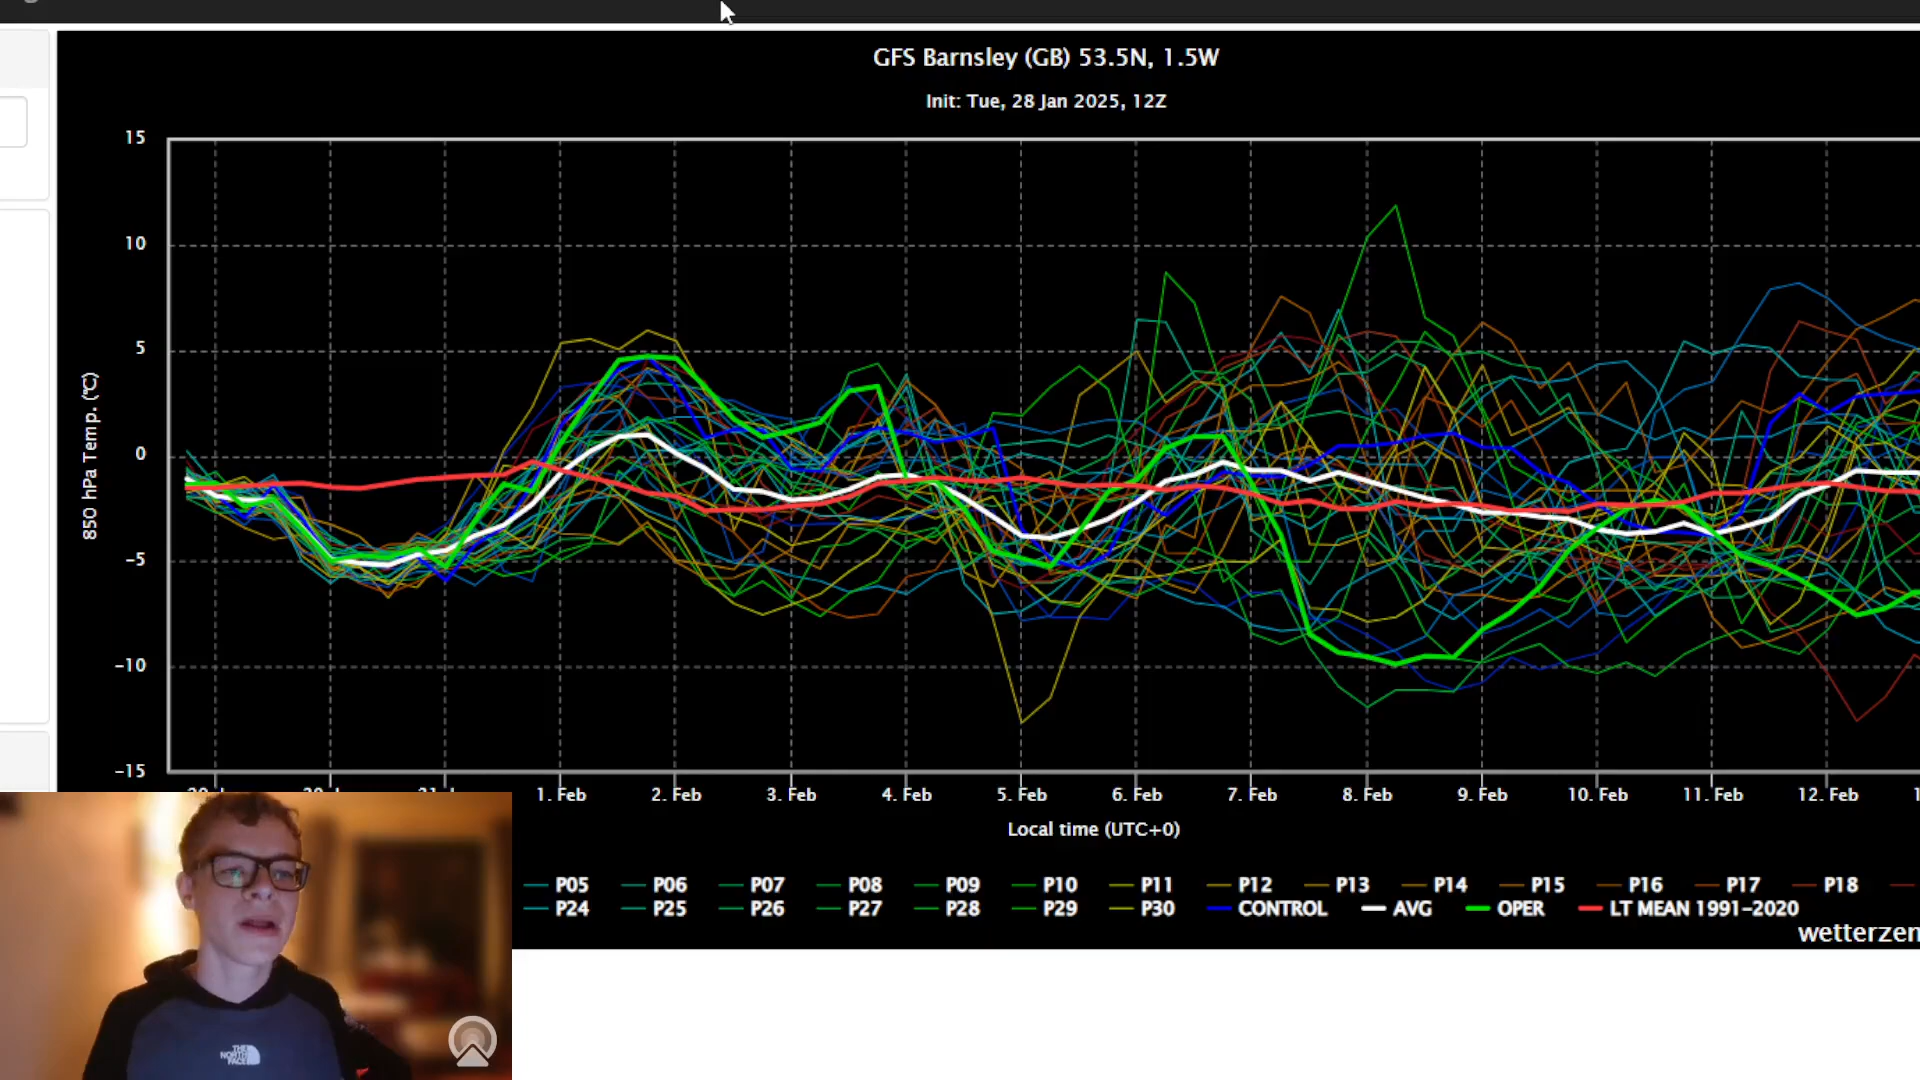 GFS Barnsley (GB) 53.5N, 1.5W
Init: Tue, 28 Jan 2025, 12Z
15
10
5
0
-5
-10
-15
850 hPa Temp. (°C)
1. Feb 2. Feb 3. Feb 4. Feb 5. Feb 6. Feb 7. Feb 8. Feb 9. Feb 10. Feb 11. Feb 12. Feb
Local time (UTC+0)
P05 P06 P07 P08 P09 P10 P11 P12 P13 P14 P15 P16 P17 P18
P24 P25 P26 P27 P28 P29 P30 CONTROL AVG OPER LT MEAN 1991-2020
wetterzen
THE
NORTH
FACE